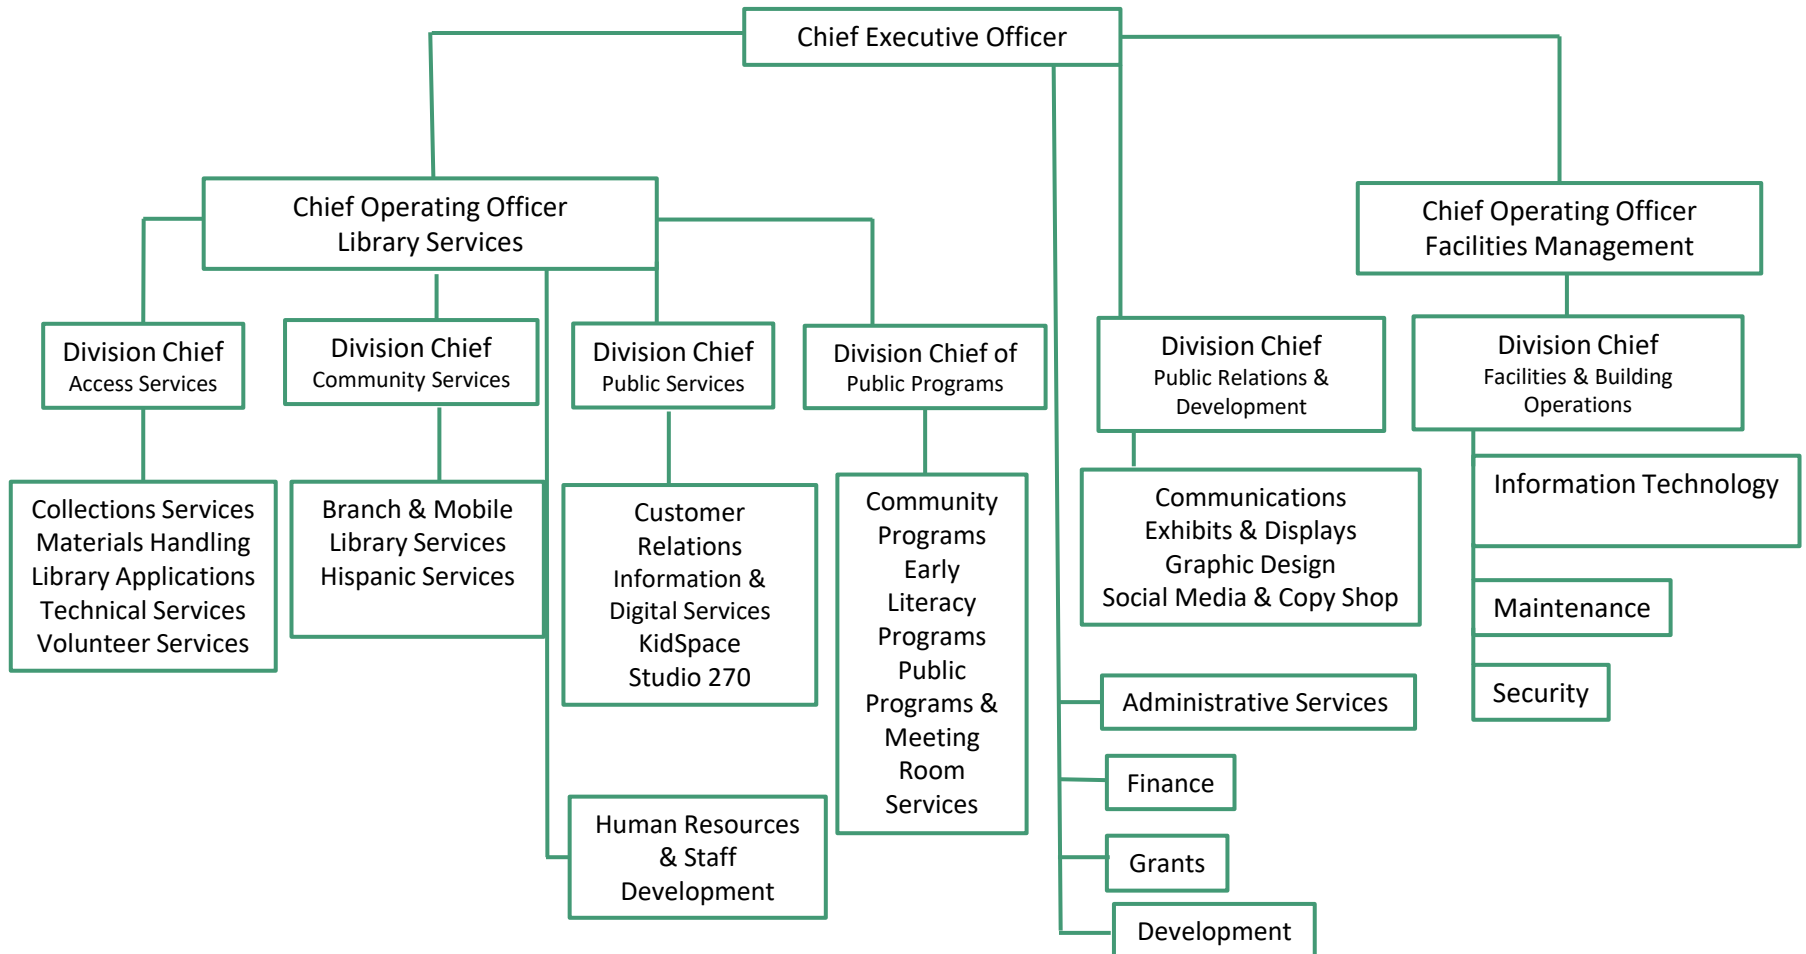 Chief Executive Officer
Chief Operating Officer
Library Services
Chief Operating Officer
Facilities Management
Division Chief
Access Services
Division Chief
Community Services
Division Chief
Public Services
Division Chief of
Public Programs
Division Chief
Public Relations &
Development
Division Chief
Facilities & Building
Operations
Collections Services
Materials Handling
Library Applications
Technical Services
Volunteer Services
Branch & Mobile
Library Services
Hispanic Services
Customer
Relations
Information &
Digital Services
KidSpace
Studio 270
Community
Programs
Early
Literacy
Programs
Public
Programs &
Meeting
Room
Services
Communications
Exhibits & Displays
Graphic Design
Social Media & Copy Shop
Information Technology
Maintenance
Security
Administrative Services
Finance
Grants
Development
Human Resources
& Staff
Development